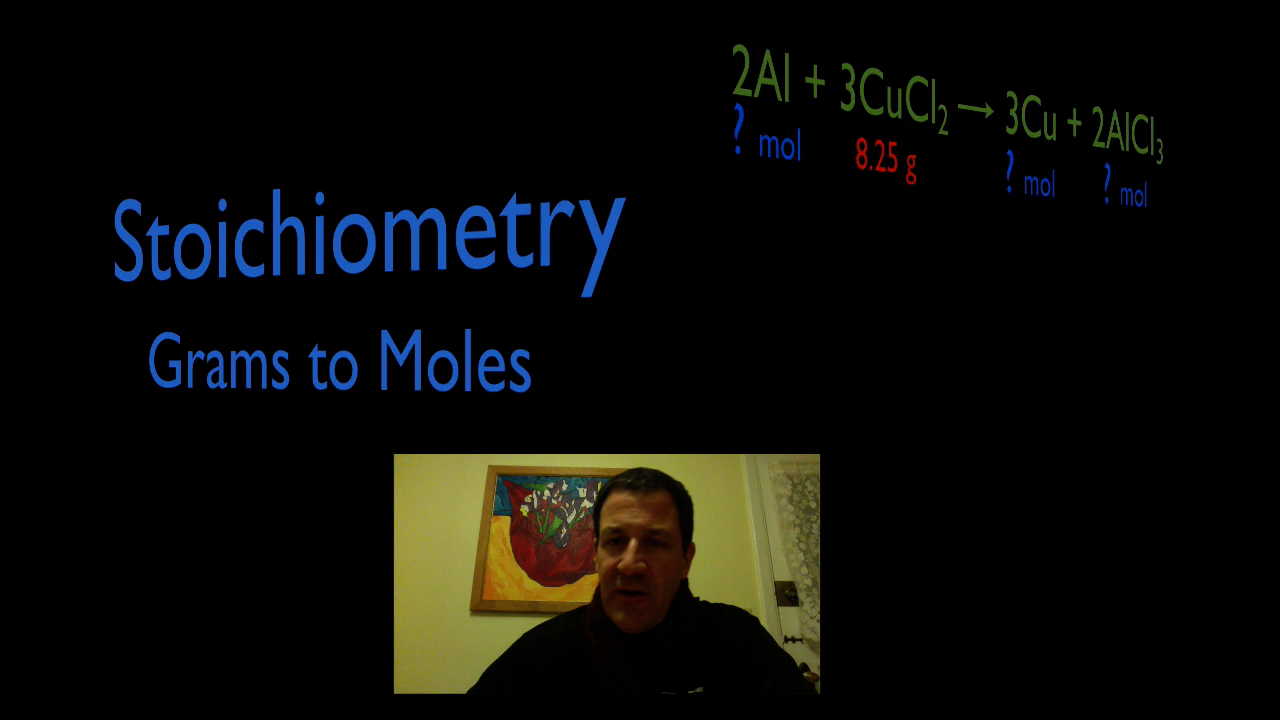 2Al + 3CuCl₂ → 3Cu + 2AlCl₃
? mol 8.25 g ? mol ? mol
Stoichiometry
Grams to Moles